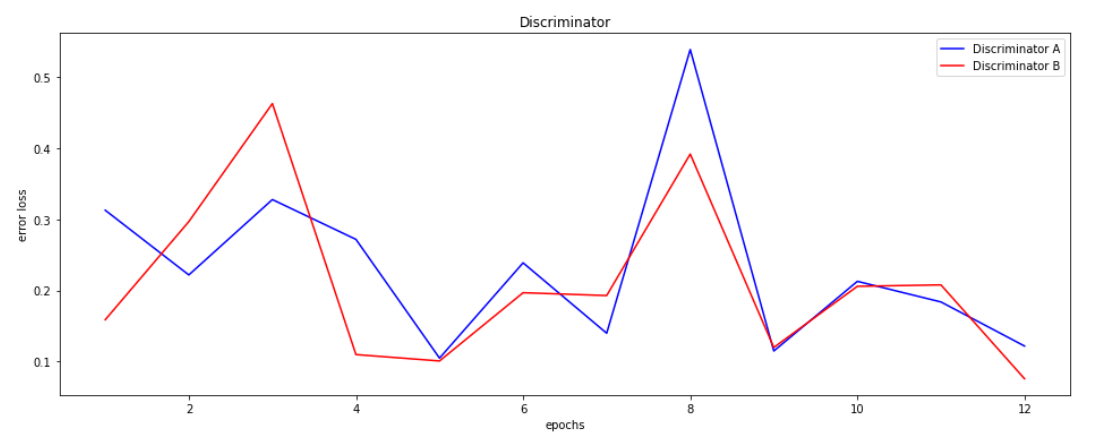 Discriminator
Discriminator A
Discriminator B
error loss
0.5
0.4
0.3
0.2
0.1
2 4 6 8 10 12
epochs